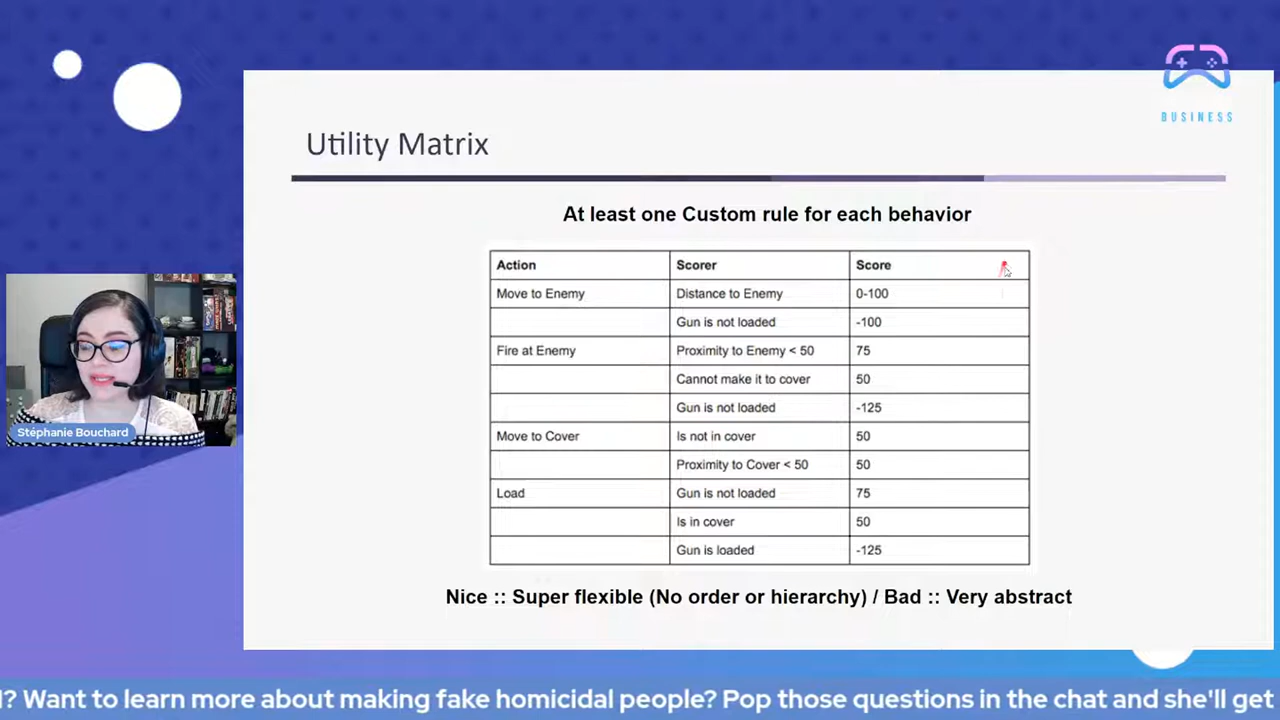 BUSINESS
Utility Matrix
At least one Custom rule for each behavior
Action Scorer Score
Move to Enemy Distance to Enemy 0-100
Gun is not loaded -100
Fire at Enemy Proximity to Enemy < 50 75
Cannot make it to cover 50
Gun is not loaded -125
Move to Cover Is not in cover 50
Proximity to Cover < 50 50
Load Gun is not loaded 75
Is in cover 50
Gun is loaded -125
Nice :: Super flexible (No order or hierarchy) / Bad :: Very abstract
Stéphanie Bouchard
? Want to learn more about making fake homicidal people? Pop those questions in the chat and she'll get